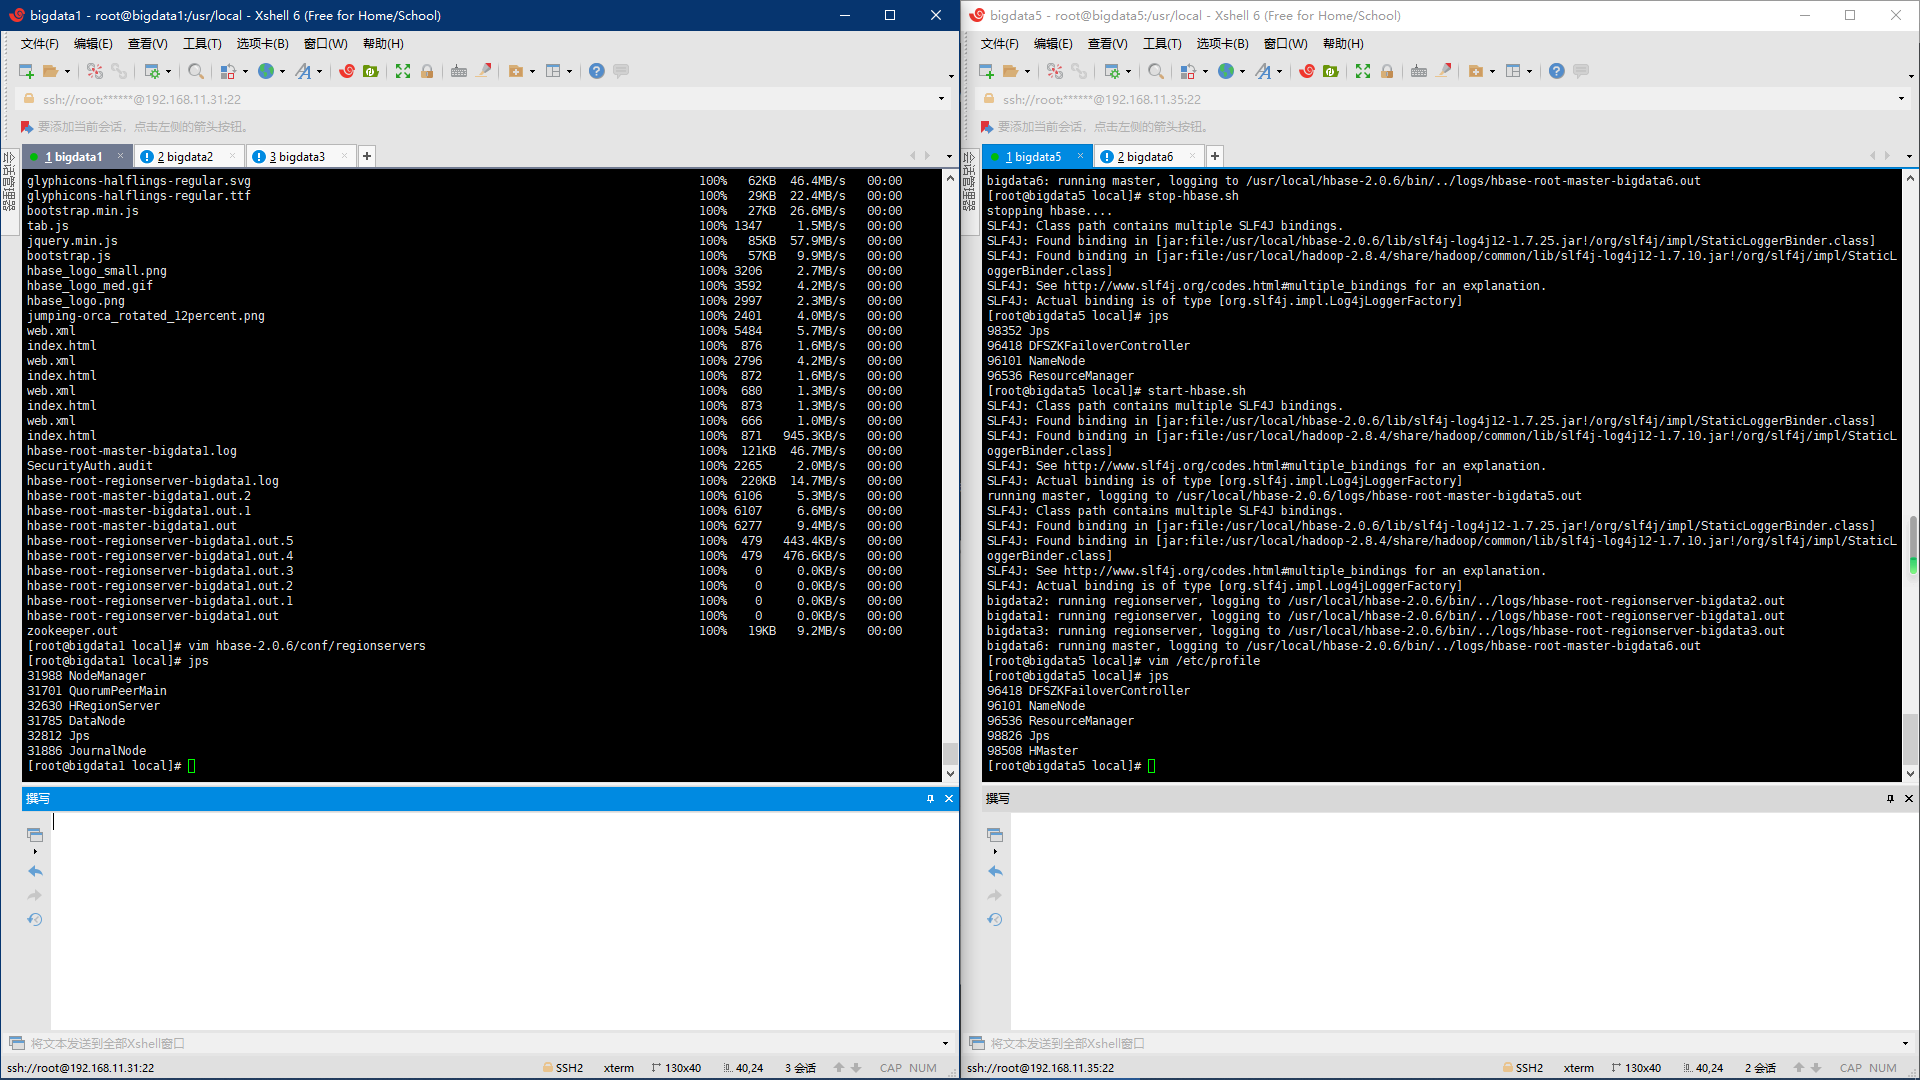 bigdata1 - root@bigdata1:/usr/local - Xshell 6 (Free for Home/School)
文件(F) 编辑(E) 查看(V) 工具(T) 选项卡(B) 窗口(W) 帮助(H)
ssh://root:******@192.168.11.31:22
要添加当前会话，点击左侧的箭头按钮。
会话管理器
1 bigdata1 × 2 bigdata2 × 3 bigdata3 × +
glyphicons-halflings-regular.svg 100% 62KB 46.4MB/s 00:00
glyphicons-halflings-regular.ttf 100% 29KB 22.4MB/s 00:00
bootstrap.min.js 100% 27KB 26.6MB/s 00:00
tab.js 100% 1347 1.5MB/s 00:00
jquery.min.js 100% 85KB 57.9MB/s 00:00
bootstrap.js 100% 57KB 9.9MB/s 00:00
hbase_logo_small.png 100% 3206 2.7MB/s 00:00
hbase_logo_med.gif 100% 3592 4.2MB/s 00:00
hbase_logo.png 100% 2997 2.3MB/s 00:00
jumping-orca_rotated_12percent.png 100% 2401 4.0MB/s 00:00
web.xml 100% 5484 5.7MB/s 00:00
index.html 100% 876 1.6MB/s 00:00
web.xml 100% 2796 4.2MB/s 00:00
index.html 100% 872 1.6MB/s 00:00
web.xml 100% 680 1.3MB/s 00:00
index.html 100% 873 1.3MB/s 00:00
web.xml 100% 666 1.0MB/s 00:00
index.html 100% 871 945.3KB/s 00:00
hbase-root-master-bigdata1.log 100% 121KB 46.7MB/s 00:00
SecurityAuth.audit 100% 2265 2.0MB/s 00:00
hbase-root-regionserver-bigdata1.log 100% 220KB 14.7MB/s 00:00
hbase-root-master-bigdata1.out.2 100% 6106 5.3MB/s 00:00
hbase-root-master-bigdata1.out.1 100% 6107 6.6MB/s 00:00
hbase-root-master-bigdata1.out 100% 6277 9.4MB/s 00:00
hbase-root-regionserver-bigdata1.out.5 100% 479 443.4KB/s 00:00
hbase-root-regionserver-bigdata1.out.4 100% 479 476.6KB/s 00:00
hbase-root-regionserver-bigdata1.out.3 100% 0 0.0KB/s 00:00
hbase-root-regionserver-bigdata1.out.2 100% 0 0.0KB/s 00:00
hbase-root-regionserver-bigdata1.out.1 100% 0 0.0KB/s 00:00
hbase-root-regionserver-bigdata1.out 100% 0 0.0KB/s 00:00
zookeeper.out 100% 19KB 9.2MB/s 00:00
[root@bigdata1 local]# vim hbase-2.0.6/conf/regionservers
[root@bigdata1 local]# jps
31988 NodeManager
31701 QuorumPeerMain
32630 HRegionServer
31785 DataNode
32812 Jps
31886 JournalNode
[root@bigdata1 local]#
撰写
将文本发送到全部Xshell窗口
ssh://root@192.168.11.31:22 SSH2 xterm 130x40 40,24 3 会话 CAP NUM
bigdata5 - root@bigdata5:/usr/local - Xshell 6 (Free for Home/School)
文件(F) 编辑(E) 查看(V) 工具(T) 选项卡(B) 窗口(W) 帮助(H)
ssh://root:******@192.168.11.35:22
要添加当前会话，点击左侧的箭头按钮。
会话管理器
1 bigdata5 × 2 bigdata6 × +
bigdata6: running master, logging to /usr/local/hbase-2.0.6/bin/../logs/hbase-root-master-bigdata6.out
[root@bigdata5 local]# stop-hbase.sh
stopping hbase....
SLF4J: Class path contains multiple SLF4J bindings.
SLF4J: Found binding in [jar:file:/usr/local/hbase-2.0.6/lib/slf4j-log4j12-1.7.25.jar!/org/slf4j/impl/StaticLoggerBinder.class]
SLF4J: Found binding in [jar:file:/usr/local/hadoop-2.8.4/share/hadoop/common/lib/slf4j-log4j12-1.7.10.jar!/org/slf4j/impl/StaticL
oggerBinder.class]
SLF4J: See http://www.slf4j.org/codes.html#multiple_bindings for an explanation.
SLF4J: Actual binding is of type [org.slf4j.impl.Log4jLoggerFactory]
[root@bigdata5 local]# jps
98352 Jps
96418 DFSZKFailoverController
96101 NameNode
96536 ResourceManager
[root@bigdata5 local]# start-hbase.sh
SLF4J: Class path contains multiple SLF4J bindings.
SLF4J: Found binding in [jar:file:/usr/local/hbase-2.0.6/lib/slf4j-log4j12-1.7.25.jar!/org/slf4j/impl/StaticLoggerBinder.class]
SLF4J: Found binding in [jar:file:/usr/local/hadoop-2.8.4/share/hadoop/common/lib/slf4j-log4j12-1.7.10.jar!/org/slf4j/impl/StaticL
oggerBinder.class]
SLF4J: See http://www.slf4j.org/codes.html#multiple_bindings for an explanation.
SLF4J: Actual binding is of type [org.slf4j.impl.Log4jLoggerFactory]
running master, logging to /usr/local/hbase-2.0.6/logs/hbase-root-master-bigdata5.out
SLF4J: Class path contains multiple SLF4J bindings.
SLF4J: Found binding in [jar:file:/usr/local/hbase-2.0.6/lib/slf4j-log4j12-1.7.25.jar!/org/slf4j/impl/StaticLoggerBinder.class]
SLF4J: Found binding in [jar:file:/usr/local/hadoop-2.8.4/share/hadoop/common/lib/slf4j-log4j12-1.7.10.jar!/org/slf4j/impl/StaticL
oggerBinder.class]
SLF4J: See http://www.slf4j.org/codes.html#multiple_bindings for an explanation.
SLF4J: Actual binding is of type [org.slf4j.impl.Log4jLoggerFactory]
bigdata2: running regionserver, logging to /usr/local/hbase-2.0.6/bin/../logs/hbase-root-regionserver-bigdata2.out
bigdata1: running regionserver, logging to /usr/local/hbase-2.0.6/bin/../logs/hbase-root-regionserver-bigdata1.out
bigdata3: running regionserver, logging to /usr/local/hbase-2.0.6/bin/../logs/hbase-root-regionserver-bigdata3.out
bigdata6: running master, logging to /usr/local/hbase-2.0.6/bin/../logs/hbase-root-master-bigdata6.out
[root@bigdata5 local]# vim /etc/profile
[root@bigdata5 local]# jps
96418 DFSZKFailoverController
96101 NameNode
96536 ResourceManager
98826 Jps
98508 HMaster
[root@bigdata5 local]#
撰写
将文本发送到全部Xshell窗口
ssh://root@192.168.11.35:22 SSH2 xterm 130x40 40,24 2 会话 CAP NUM